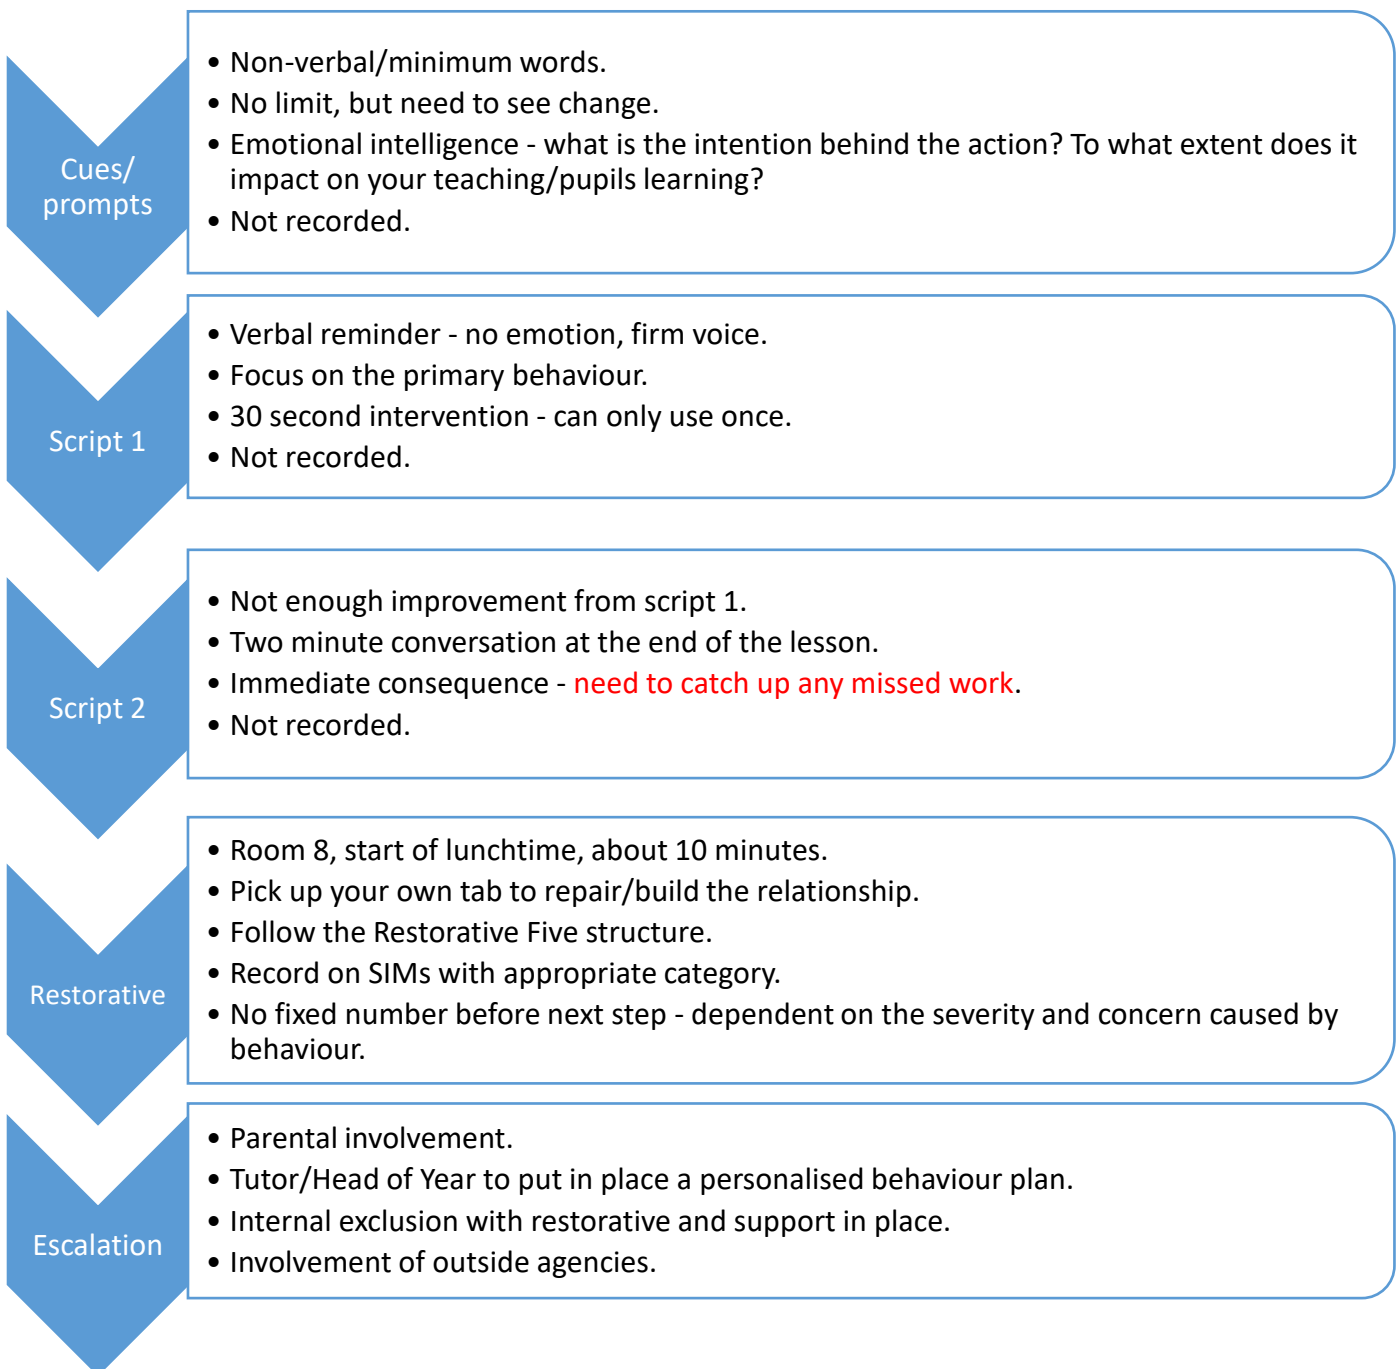 Cues/
prompts
• Non-verbal/minimum words.
• No limit, but need to see change.
• Emotional intelligence - what is the intention behind the action? To what extent does it
impact on your teaching/pupils learning?
• Not recorded.
Script 1
• Verbal reminder - no emotion, firm voice.
• Focus on the primary behaviour.
• 30 second intervention - can only use once.
• Not recorded.
Script 2
• Not enough improvement from script 1.
• Two minute conversation at the end of the lesson.
• Immediate consequence - need to catch up any missed work.
• Not recorded.
Restorative
• Room 8, start of lunchtime, about 10 minutes.
• Pick up your own tab to repair/build the relationship.
• Follow the Restorative Five structure.
• Record on SIMs with appropriate category.
• No fixed number before next step - dependent on the severity and concern caused by
behaviour.
Escalation
• Parental involvement.
• Tutor/Head of Year to put in place a personalised behaviour plan.
• Internal exclusion with restorative and support in place.
• Involvement of outside agencies.